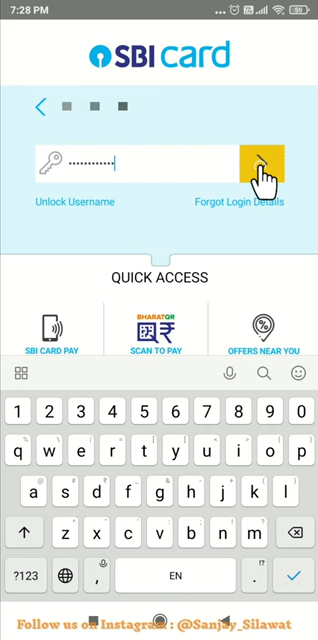 7:28 PM
59
SBI card
Unlock Username
Forgot Login Details
QUICK ACCESS
BHARATQR
SBI CARD PAY
SCAN TO PAY
OFFERS NEAR YOU
1 2 3 4 5 6 7 8 9 0
q w e r t y u i o p
a s d f g h j k l
z x c v b n m
?123 , EN . !?
Follow us on Instagram : @Sanjay_Silawat